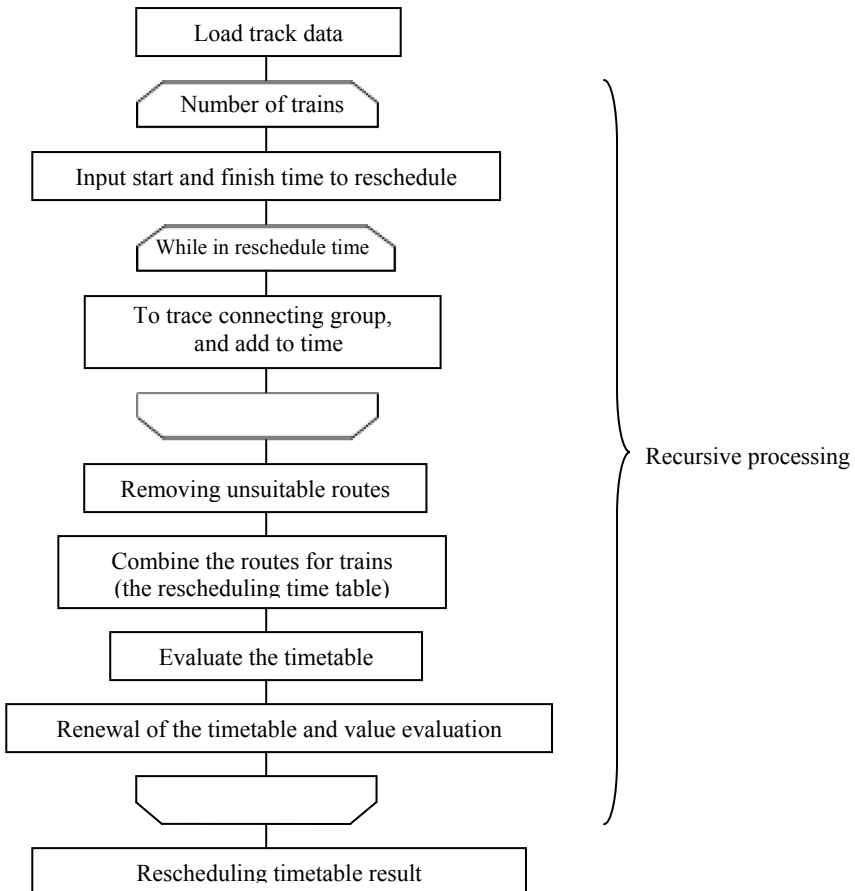 Load track data
Number of trains
Input start and finish time to reschedule
While in reschedule time
To trace connecting group,
and add to time
Recursive processing
Removing unsuitable routes
Combine the routes for trains
(the rescheduling time table)
Evaluate the timetable
Renewal of the timetable and value evaluation
Rescheduling timetable result